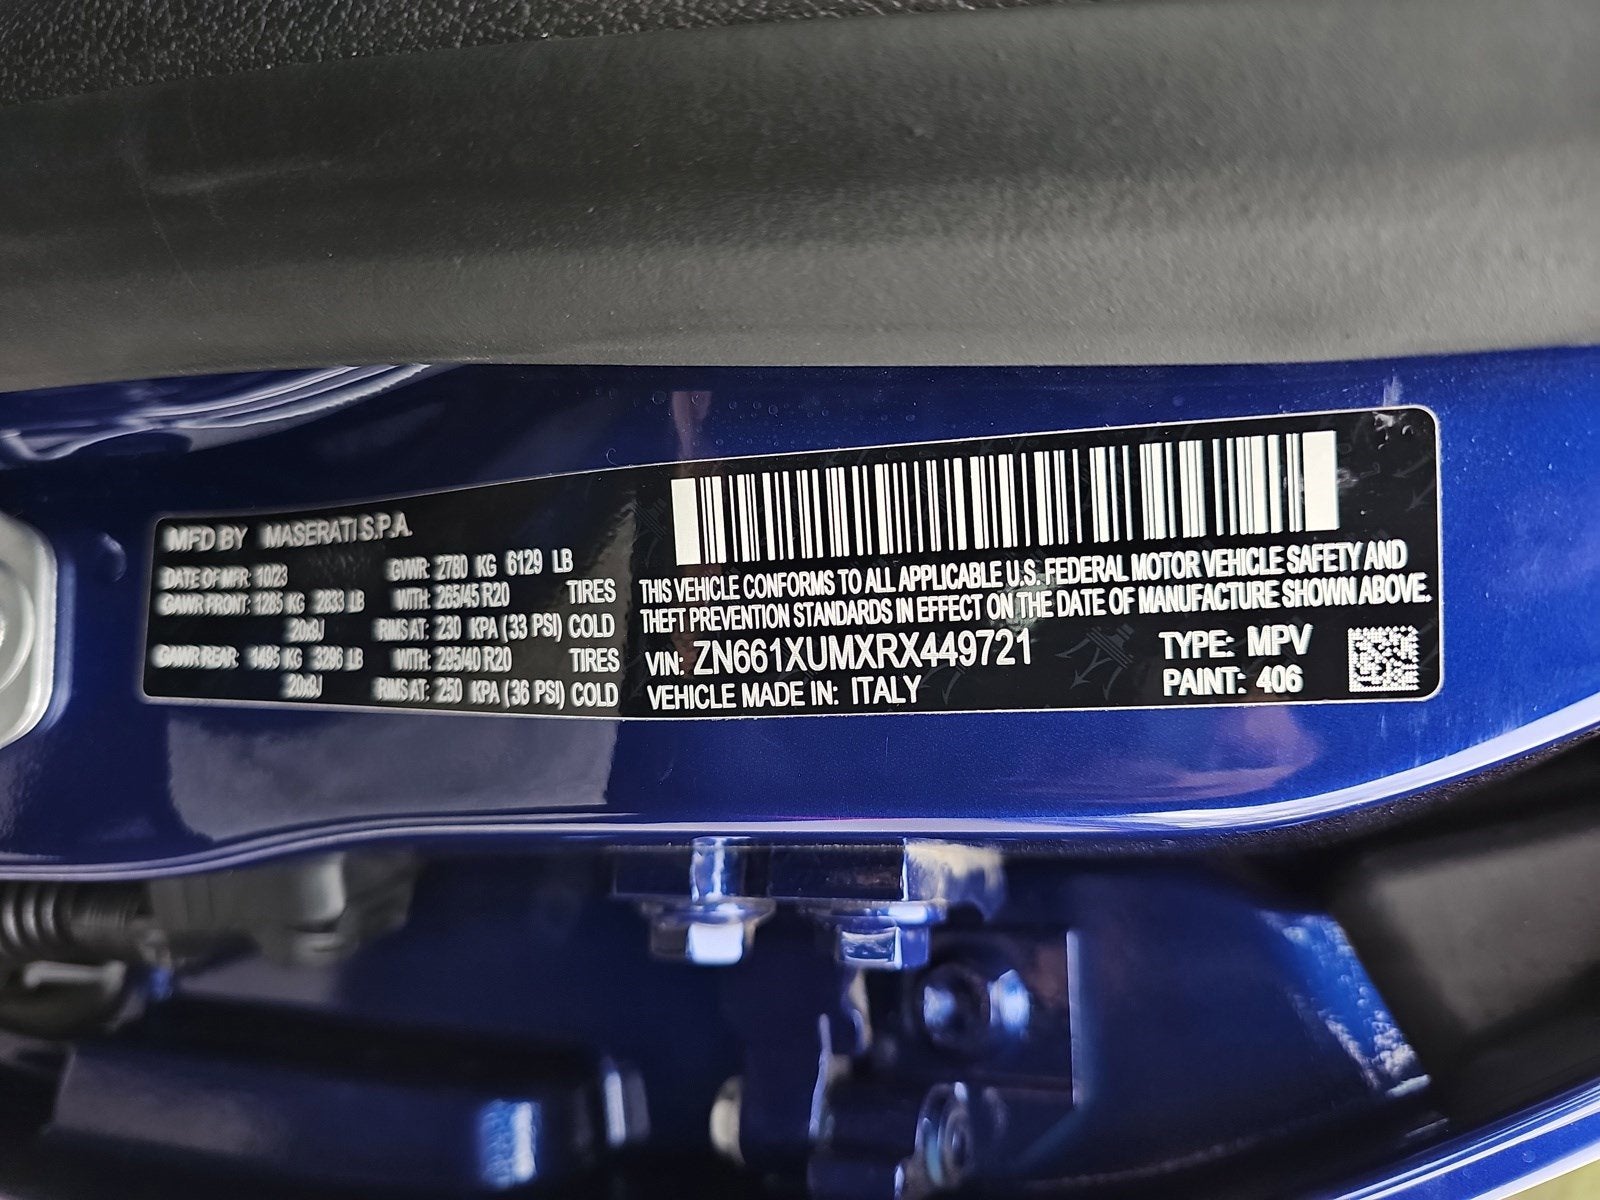 MFD BY MASERATI S.P.A.
DATE OF MFR: 10/23 GVWR: 2780 KG 6129 LB
GAWR FRONT: 1285 KG 2833 LB WITH: 265/45 R20 TIRES
20x9J RIMS AT: 230 KPA (33 PSI) COLD
GAWR REAR: 1495 KG 3296 LB WITH: 295/40 R20 TIRES
RIMS AT: 250 KPA (36 PSI) COLD
THIS VEHICLE CONFORMS TO ALL APPLICABLE U.S. FEDERAL MOTOR VEHICLE SAFETY AND
THEFT PREVENTION STANDARDS IN EFFECT ON THE DATE OF MANUFACTURE SHOWN ABOVE.
VIN: ZN661XUMXRX449721 TYPE: MPV
VEHICLE MADE IN: ITALY PAINT: 406